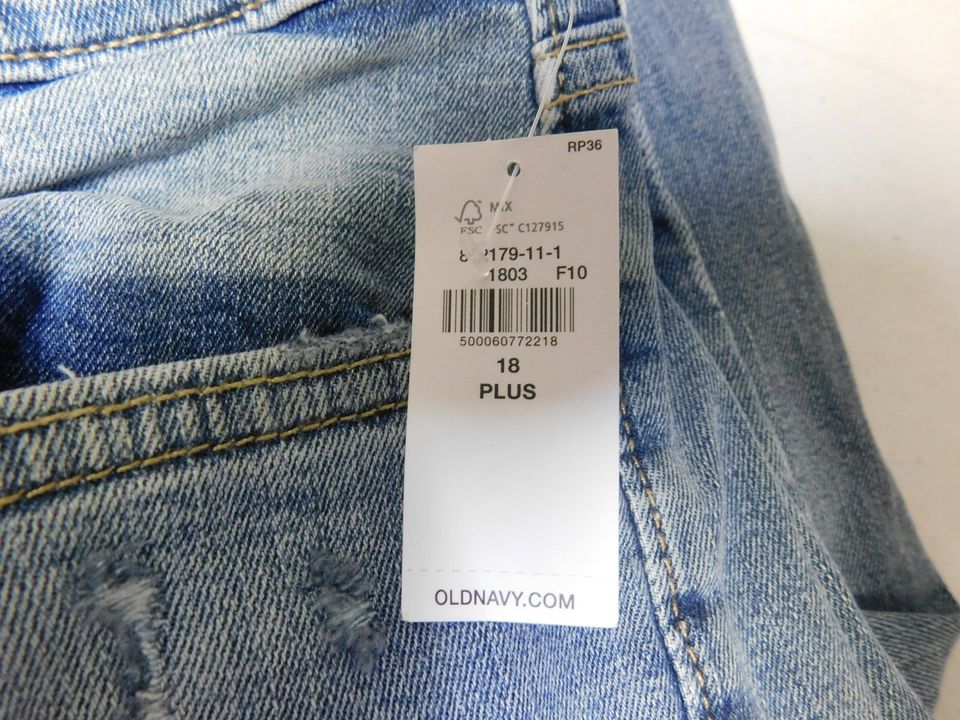 RP36
MIX
FSC C127915
1803 F10
500060772218
18
PLUS
OLDNAVY.COM